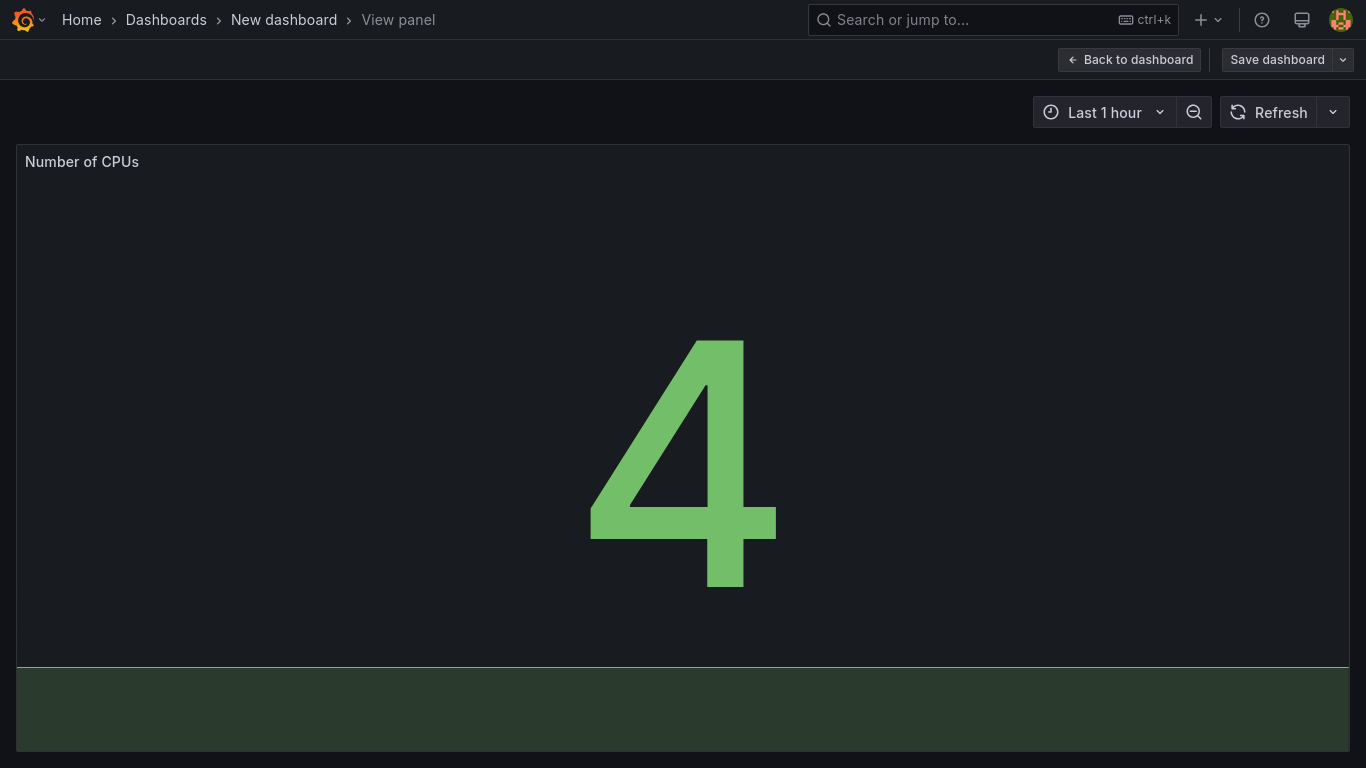 Home
Dashboards
New dashboard
View panel
Search or jump to...
ctrl+k
Back to dashboard
Save dashboard
Last 1 hour
Refresh
Number of CPUs
4